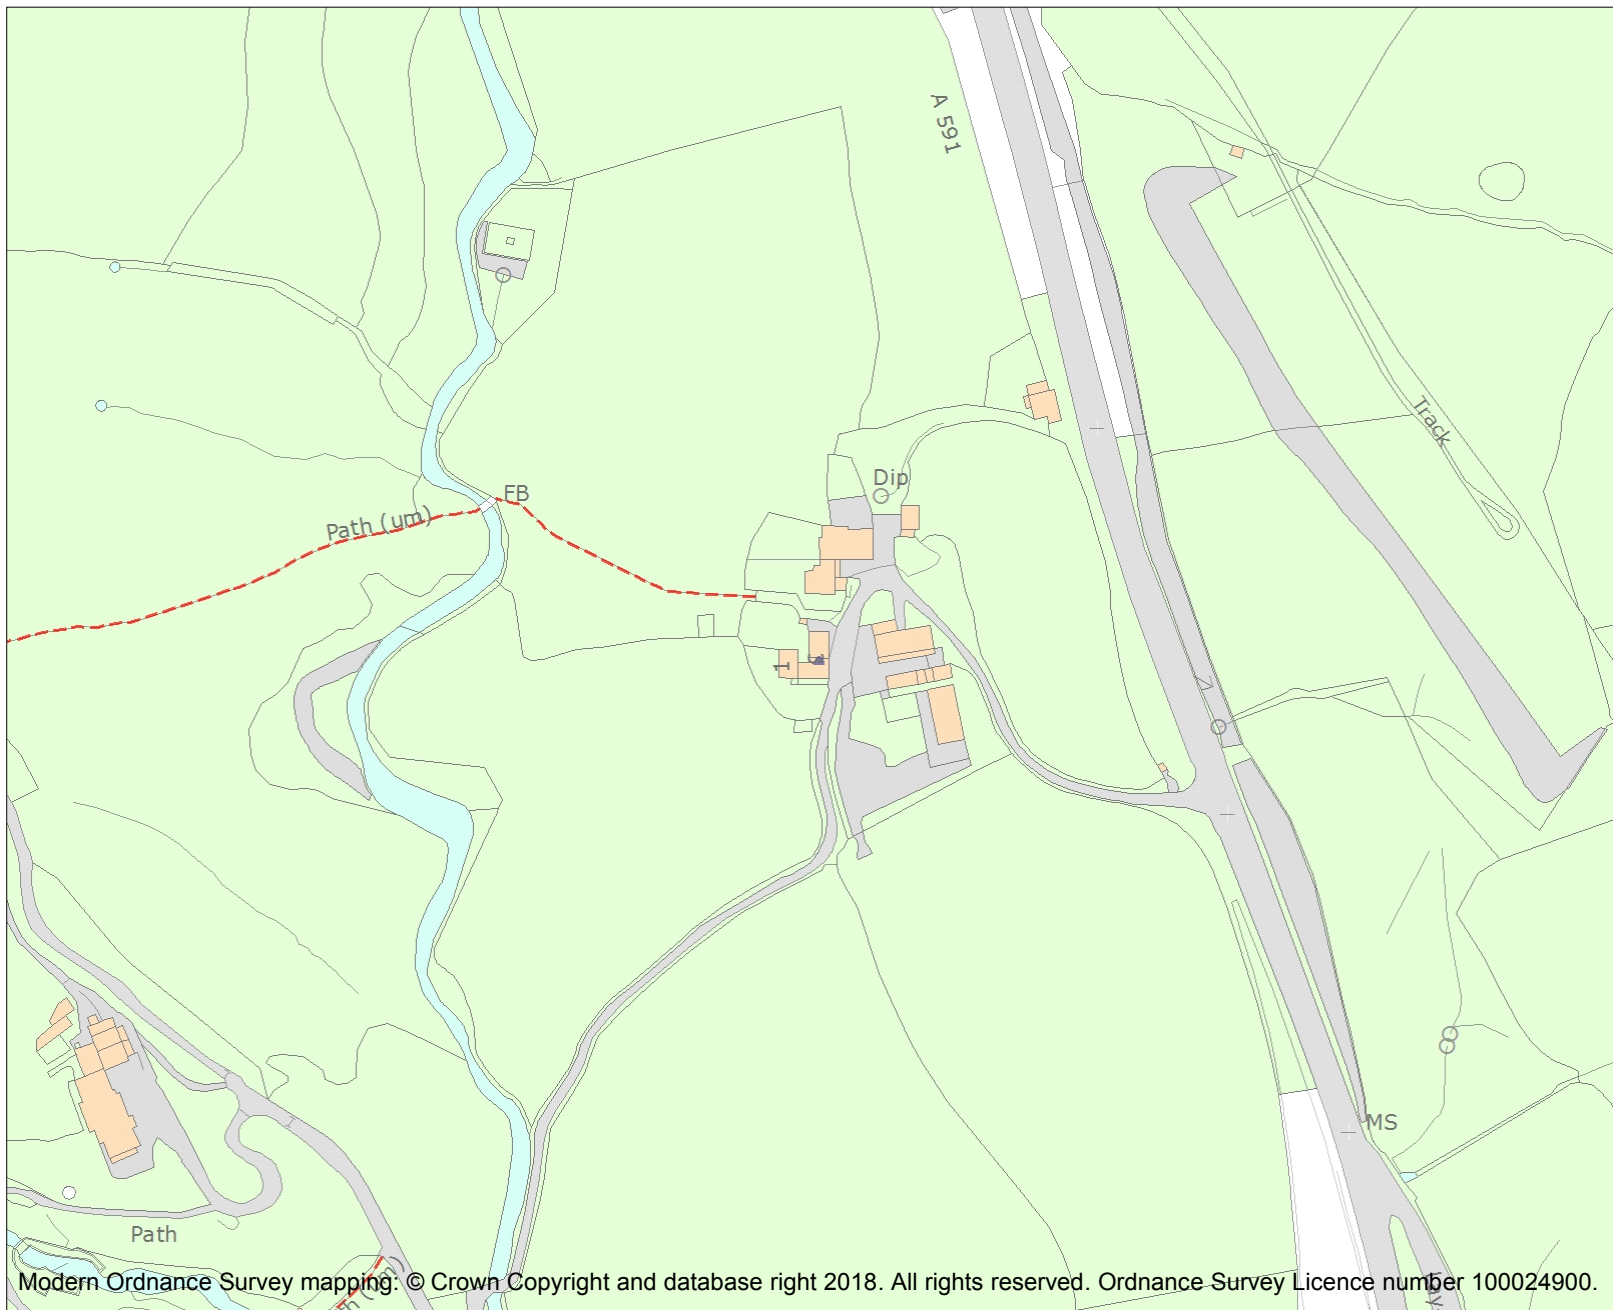 A 591
Track
Dip
FB
Path (um)
1
MS
Path
Modern Ordnance Survey mapping: © Crown Copyright and database right 2018. All rights reserved. Ordnance Survey Licence number 100024900.